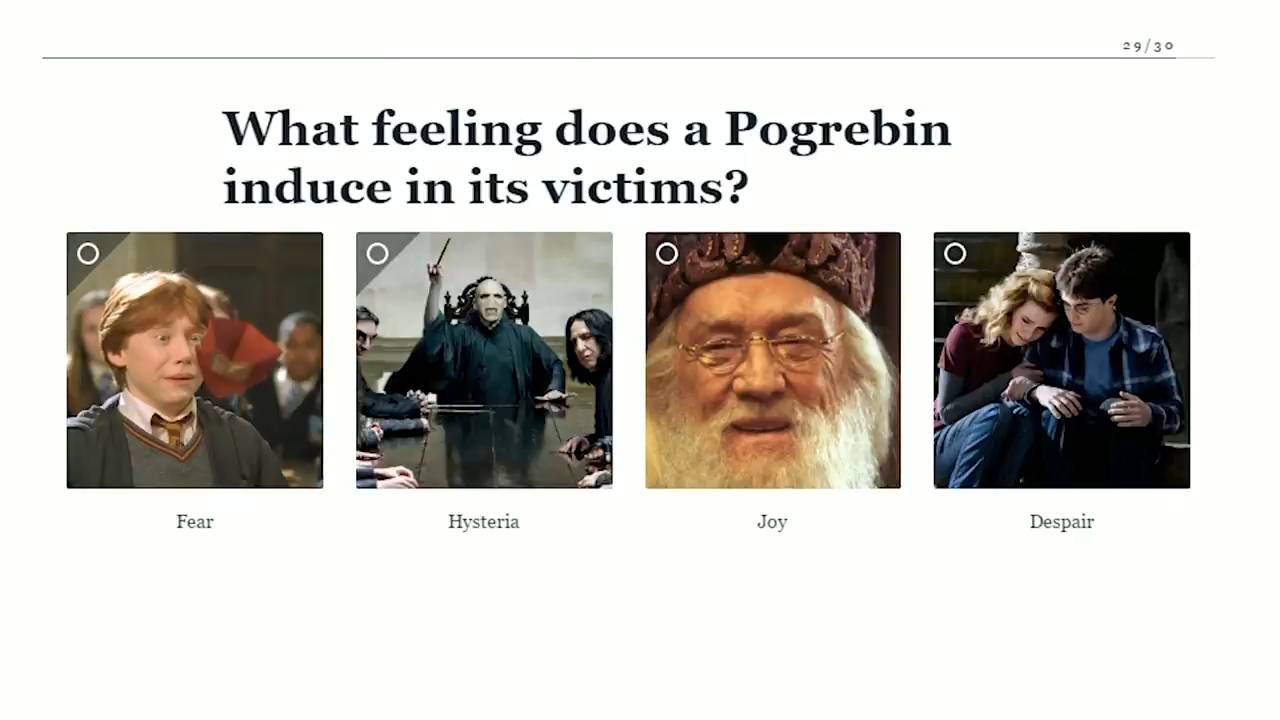 29/30
What feeling does a Pogrebin
induce in its victims?
Fear
Hysteria
Joy
Despair